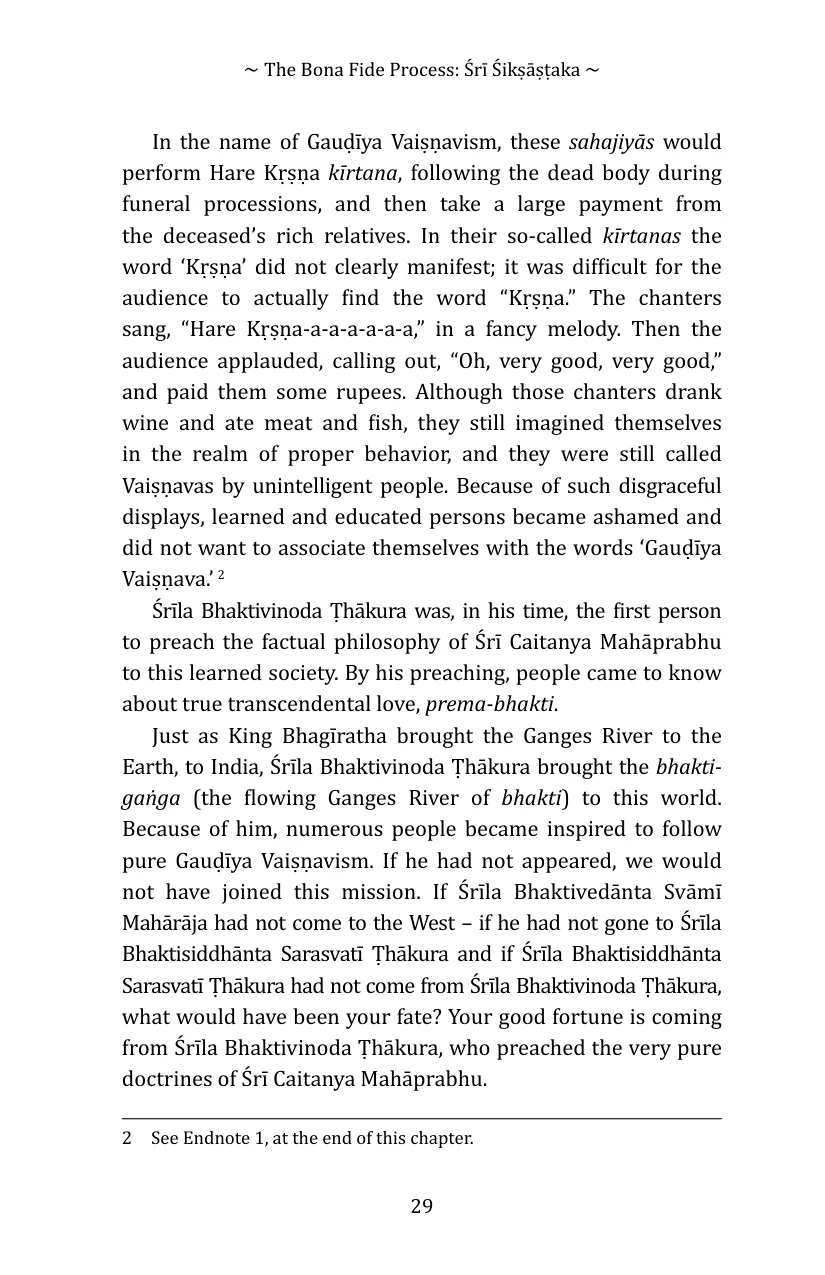 ~ The Bona Fide Process: Śrī Śikṣāṣṭaka ~
In the name of Gauḍīya Vaiṣṇavism, these sahajiyās would
perform Hare Kṛṣṇa kīrtana, following the dead body during
funeral processions, and then take a large payment from
the deceased’s rich relatives. In their so-called kīrtanas the
word ‘Kṛṣṇa’ did not clearly manifest; it was difficult for the
audience to actually find the word “Kṛṣṇa.” The chanters
sang, “Hare Kṛṣṇa-a-a-a-a-a-a,” in a fancy melody. Then the
audience applauded, calling out, “Oh, very good, very good,”
and paid them some rupees. Although those chanters drank
wine and ate meat and fish, they still imagined themselves
in the realm of proper behavior, and they were still called
Vaiṣṇavas by unintelligent people. Because of such disgraceful
displays, learned and educated persons became ashamed and
did not want to associate themselves with the words ‘Gauḍīya
Vaiṣṇava.’ 2
Śrīla Bhaktivinoda Ṭhākura was, in his time, the first person
to preach the factual philosophy of Śrī Caitanya Mahāprabhu
to this learned society. By his preaching, people came to know
about true transcendental love, prema-bhakti.
Just as King Bhagīratha brought the Ganges River to the
Earth, to India, Śrīla Bhaktivinoda Ṭhākura brought the bhakti-
gaṅga (the flowing Ganges River of bhakti) to this world.
Because of him, numerous people became inspired to follow
pure Gauḍīya Vaiṣṇavism. If he had not appeared, we would
not have joined this mission. If Śrīla Bhaktivedānta Svāmī
Mahārāja had not come to the West – if he had not gone to Śrīla
Bhaktisiddhānta Sarasvatī Ṭhākura and if Śrīla Bhaktisiddhānta
Sarasvatī Ṭhākura had not come from Śrīla Bhaktivinoda Ṭhākura,
what would have been your fate? Your good fortune is coming
from Śrīla Bhaktivinoda Ṭhākura, who preached the very pure
doctrines of Śrī Caitanya Mahāprabhu.
2 See Endnote 1, at the end of this chapter.
29